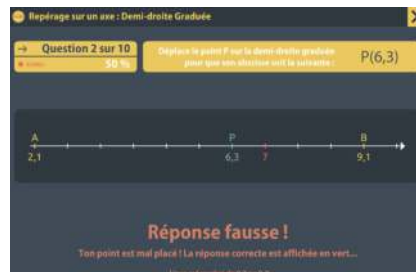 Repérage sur un axe : Demi-droite Graduée
→ Question 2 sur 10
50 %
Déplace le point P sur la demi-droite graduée
pour que son abscisse soit la suivante :
P(6,3)
A P B
2,1 6,3 7 9,1
Réponse fausse !
Ton point est mal placé ! La réponse correcte est affichée en vert...